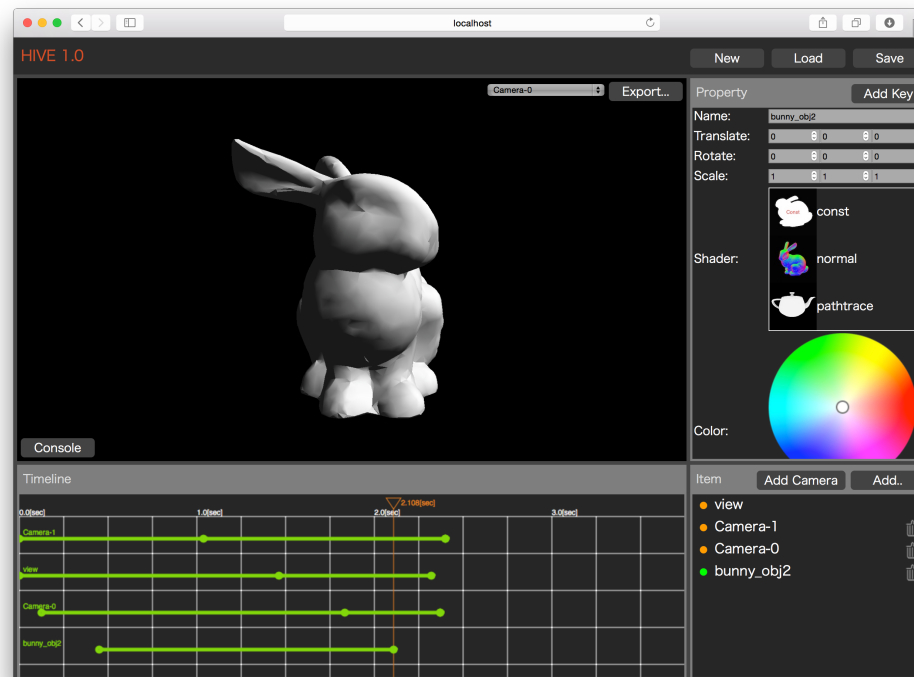 localhost
HIVE 1.0
New Load Save
Camera-0 Export...
Property Add Key
Name: bunny_obj2
Translate: 0 0 0
Rotate: 0 0 0
Scale: 1 1 1
Const const
Shader: normal
pathtrace
Color:
Console
Timeline
2.108[sec]
0.0[sec] 1.0[sec] 2.0[sec] 3.0[sec]
Camera-1
view
Camera-0
bunny_obj2
Item Add Camera Add..
view
Camera-1
Camera-0
bunny_obj2